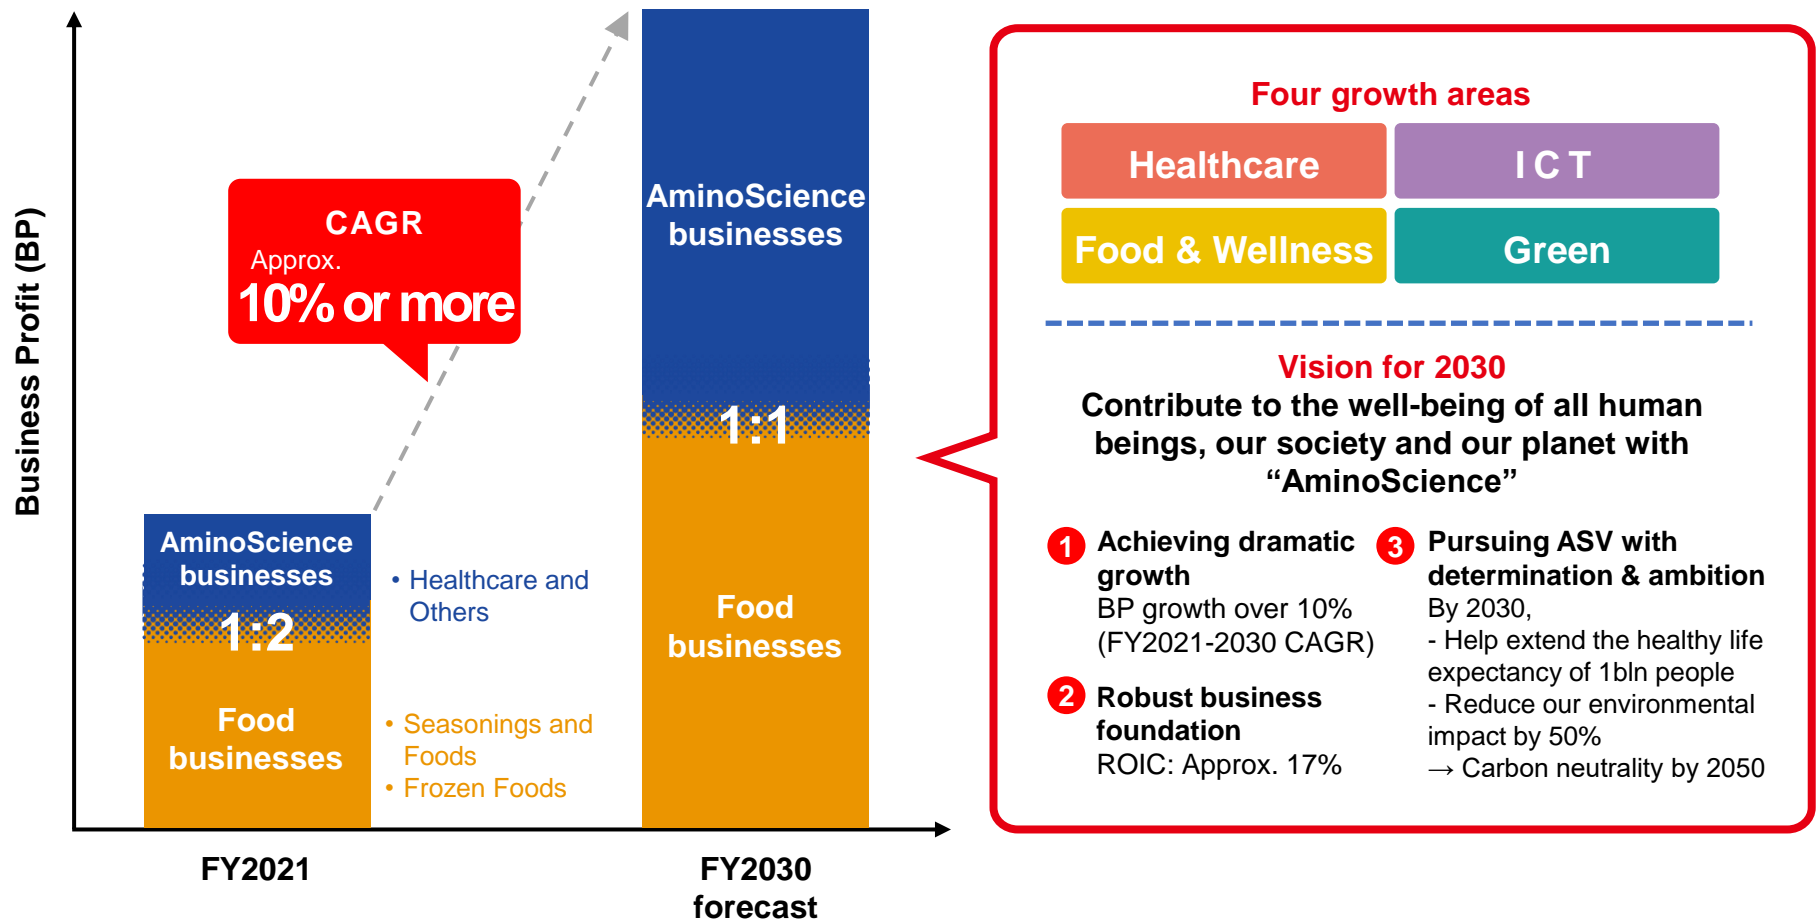 Business Profit (BP)
CAGR
Approx.
10% or more
AminoScience
businesses
1:2
Food
businesses
• Healthcare and
Others
• Seasonings and
Foods
• Frozen Foods
FY2021
AminoScience
businesses
1:1
Food
businesses
FY2030
forecast
Four growth areas
Healthcare
ICT
Food & Wellness
Green
Vision for 2030
Contribute to the well-being of all human
beings, our society and our planet with
“AminoScience”
1 Achieving dramatic
growth
BP growth over 10%
(FY2021-2030 CAGR)
2 Robust business
foundation
ROIC: Approx. 17%
3 Pursuing ASV with
determination & ambition
By 2030,
- Help extend the healthy life
expectancy of 1bln people
- Reduce our environmental
impact by 50%
→ Carbon neutrality by 2050